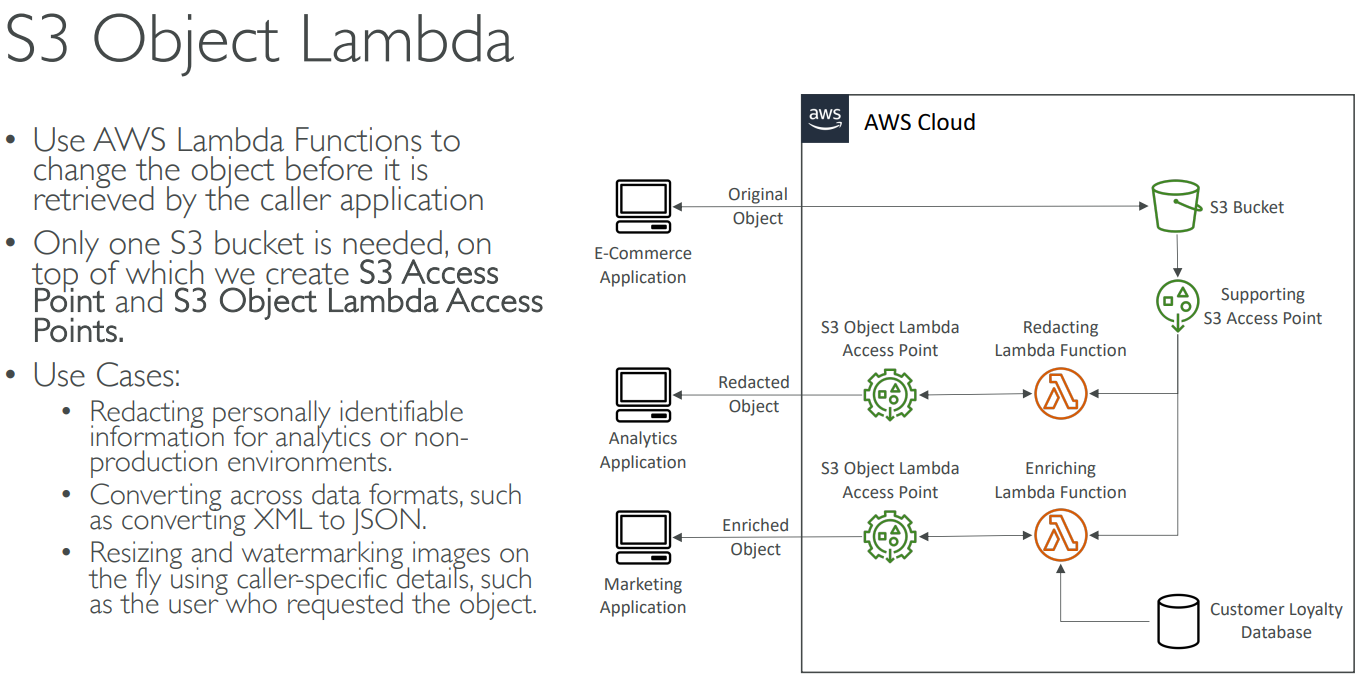 S3 Object Lambda
• Use AWS Lambda Functions to
change the object before it is
retrieved by the caller application
• Only one S3 bucket is needed, on
top of which we create S3 Access
Point and S3 Object Lambda Access
Points.
• Use Cases:
• Redacting personally identifiable
information for analytics or non-
production environments.
• Converting across data formats, such
as converting XML to JSON.
• Resizing and watermarking images on
the fly using caller-specific details, such
as the user who requested the object.
aws
AWS Cloud
E-Commerce
Application
Original
Object
S3 Bucket
Supporting
S3 Access Point
Analytics
Application
Redacted
Object
S3 Object Lambda
Access Point
Redacting
Lambda Function
Marketing
Application
Enriched
Object
S3 Object Lambda
Access Point
Enriching
Lambda Function
Customer Loyalty
Database